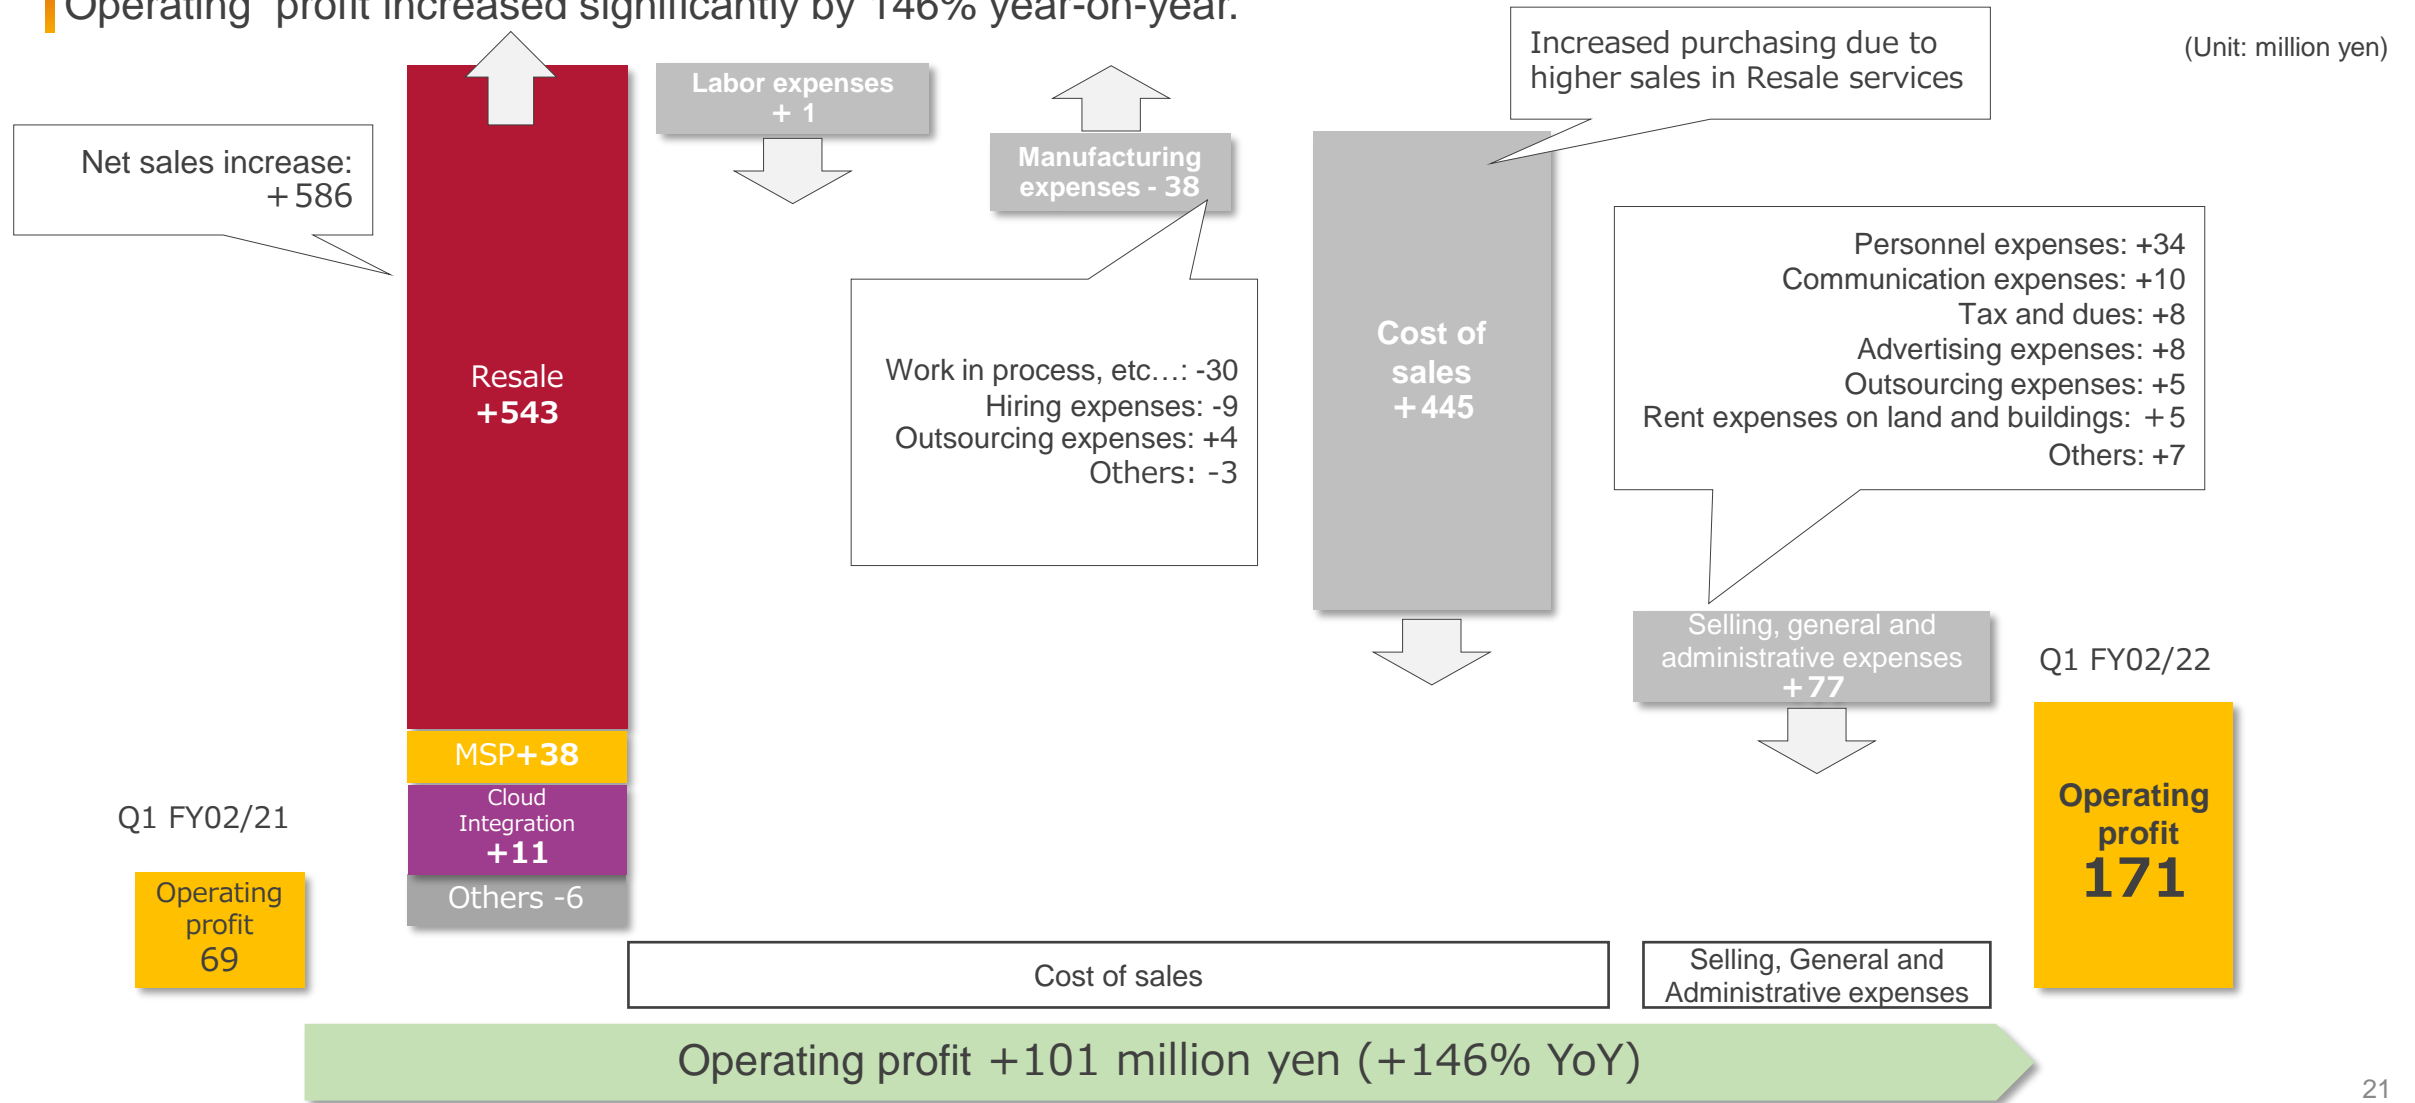 Operating profit increased significantly by 146% year-on-year.
(Unit: million yen)
Net sales increase:
+586
Resale
+543
MSP+38
Cloud
Integration
+11
Others -6
Q1 FY02/21
Operating
profit
69
Labor expenses
+ 1
Manufacturing
expenses - 38
Work in process, etc…: -30
Hiring expenses: -9
Outsourcing expenses: +4
Others: -3
Increased purchasing due to
higher sales in Resale services
Cost of
sales
+445
Personnel expenses: +34
Communication expenses: +10
Tax and dues: +8
Advertising expenses: +8
Outsourcing expenses: +5
Rent expenses on land and buildings: +5
Others: +7
Selling, general and
administrative expenses
+77
Q1 FY02/22
Operating
profit
171
Cost of sales
Selling, General and
Administrative expenses
Operating profit +101 million yen (+146% YoY)
21